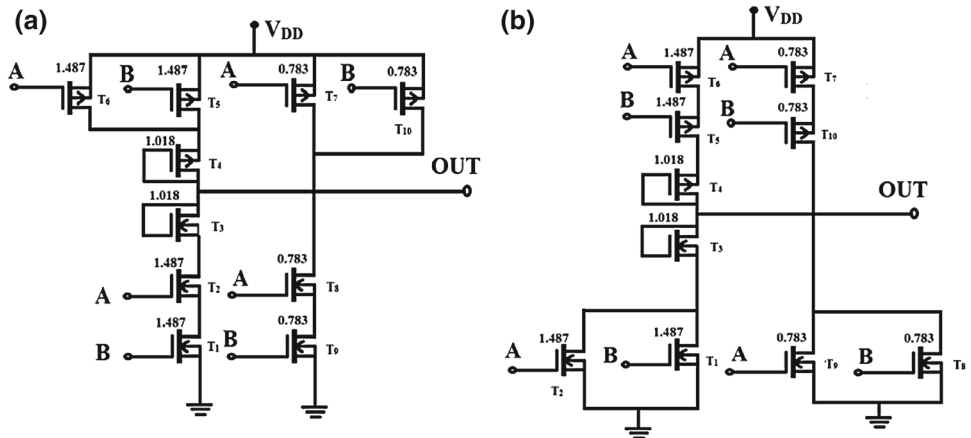 (a)
V_DD
A
1.487
T6
B
1.487
T5
A
0.783
T7
B
0.783
T10
1.018
T4
OUT
1.018
T3
1.487
A
T2
0.783
A
T8
1.487
B
T1
0.783
B
T9
(b)
V_DD
A
1.487
T6
A
0.783
T7
B
1.487
T5
B
0.783
T10
1.018
T4
OUT
1.018
T3
A
1.487
T2
B
1.487
T1
A
0.783
T9
B
0.783
T8